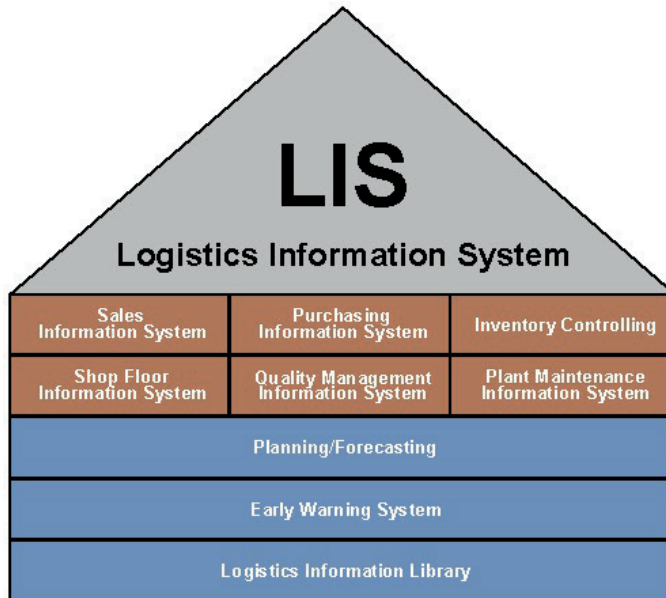 LIS
Logistics Information System
Sales
Information System
Purchasing
Information System
Inventory Controlling
Shop Floor
Information System
Quality Management
Information System
Plant Maintenance
Information System
Planning/Forecasting
Early Warning System
Logistics Information Library